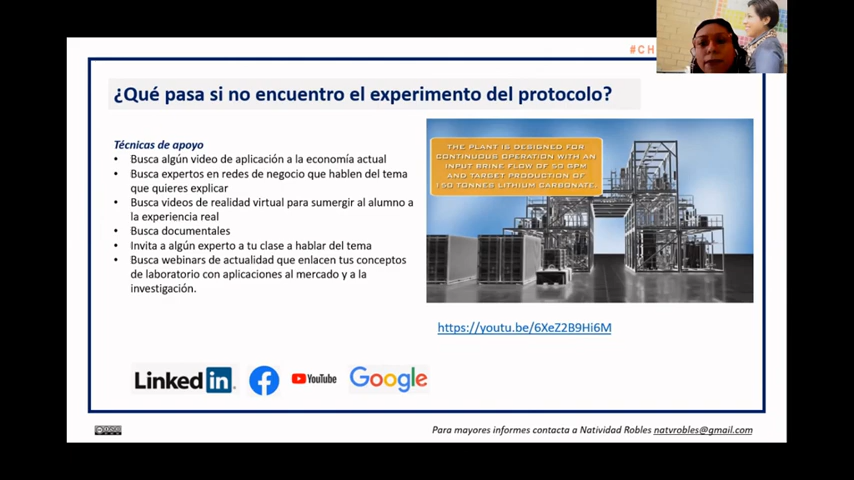 #CH
¿Qué pasa si no encuentro el experimento del protocolo?
Técnicas de apoyo
• Busca algún video de aplicación a la economía actual
• Busca expertos en redes de negocio que hablen del tema
que quieres explicar
• Busca videos de realidad virtual para sumergir al alumno a
la experiencia real
• Busca documentales
• Invita a algún experto a tu clase a hablar del tema
• Busca webinars de actualidad que enlacen tus conceptos
de laboratorio con aplicaciones al mercado y a la
investigación.
THE PLANT IS DESIGNED FOR
CONTINUOUS OPERATION WITH AN
INPUT BRINE FLOW OF 50 GPM
AND TARGET PRODUCTION OF
150 TONNES LITHIUM CARBONATE.
https://youtu.be/6XeZ2B9Hi6M
Linked in
f
YouTube
Google
Para mayores informes contacta a Natividad Robles natvrobles@gmail.com